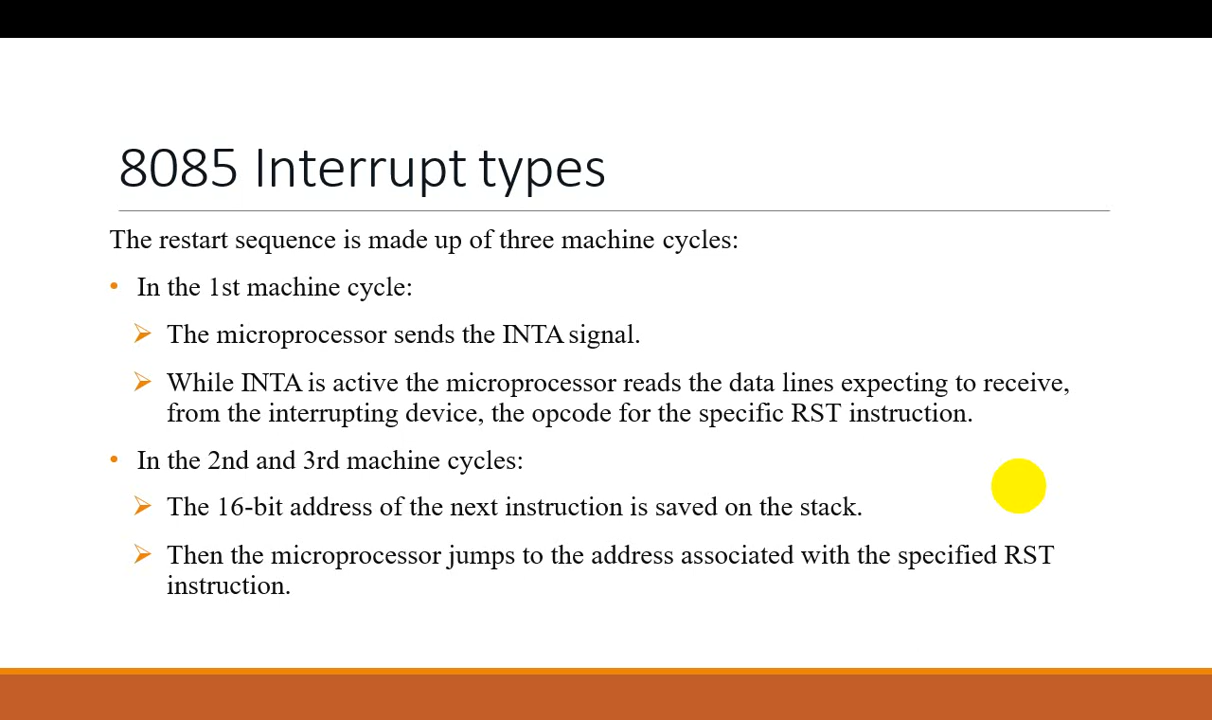 8085 Interrupt types
The restart sequence is made up of three machine cycles:
• In the 1st machine cycle:
➢ The microprocessor sends the INTA signal.
➢ While INTA is active the microprocessor reads the data lines expecting to receive,
from the interrupting device, the opcode for the specific RST instruction.
• In the 2nd and 3rd machine cycles:
➢ The 16-bit address of the next instruction is saved on the stack.
➢ Then the microprocessor jumps to the address associated with the specified RST
instruction.